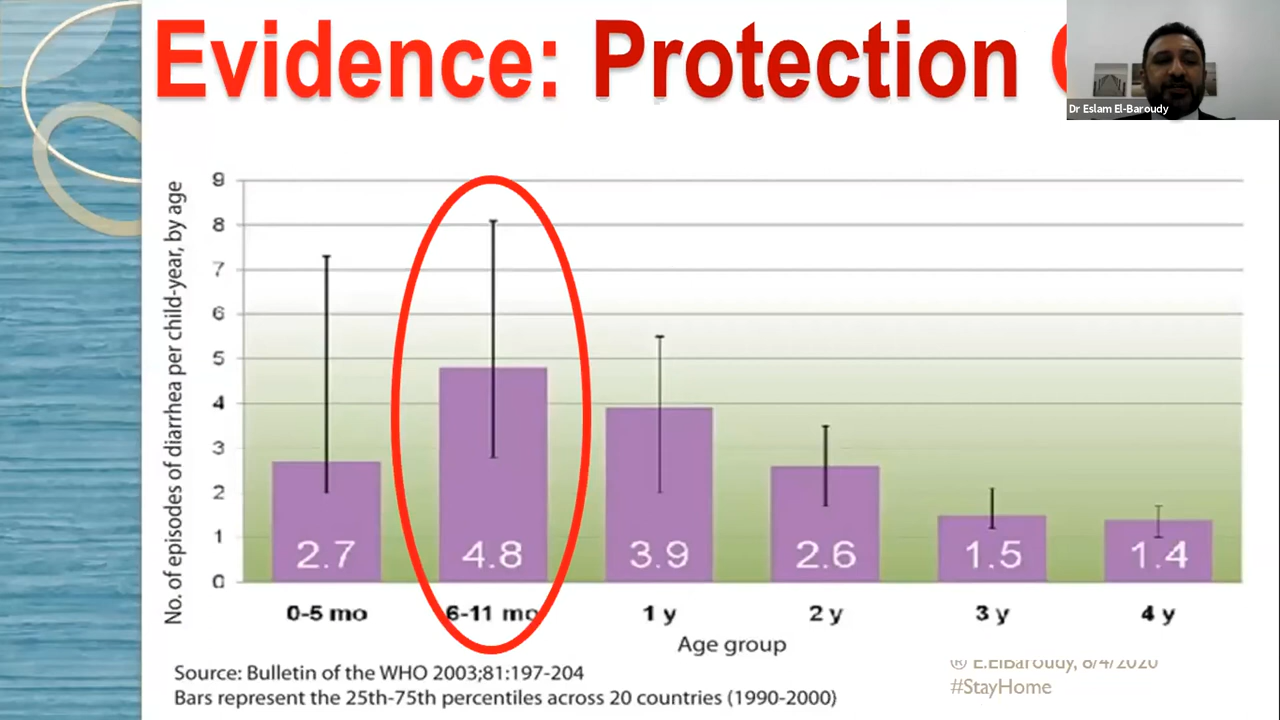 Evidence: Protection
Dr Eslam El-Baroudy
No. of episodes of diarrhea per child-year, by age
9
8
7
6
5
4
3
2
1
0
2.7
4.8
3.9
2.6
1.5
1.4
0-5 mo
6-11 mo
1 y
2 y
3 y
4 y
Age group
Source: Bulletin of the WHO 2003;81:197-204
Bars represent the 25th-75th percentiles across 20 countries (1990-2000)
® E.ElBaroudy, 8/4/2020
#StayHome